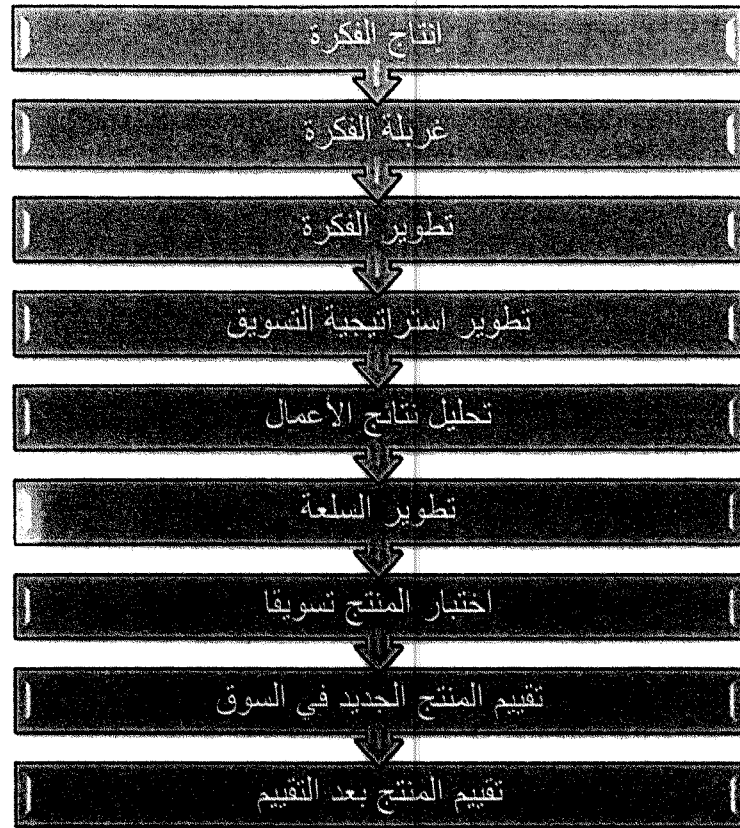 إنتاج الفكرة
غربلة الفكرة
تطوير الفكرة
تطوير استراتيجية التسويق
تحليل نتائج الأعمال
تطوير السلعة
اختبار المنتج تسويقا
تقييم المنتج الجديد في السوق
تقييم المنتج بعد التقييم